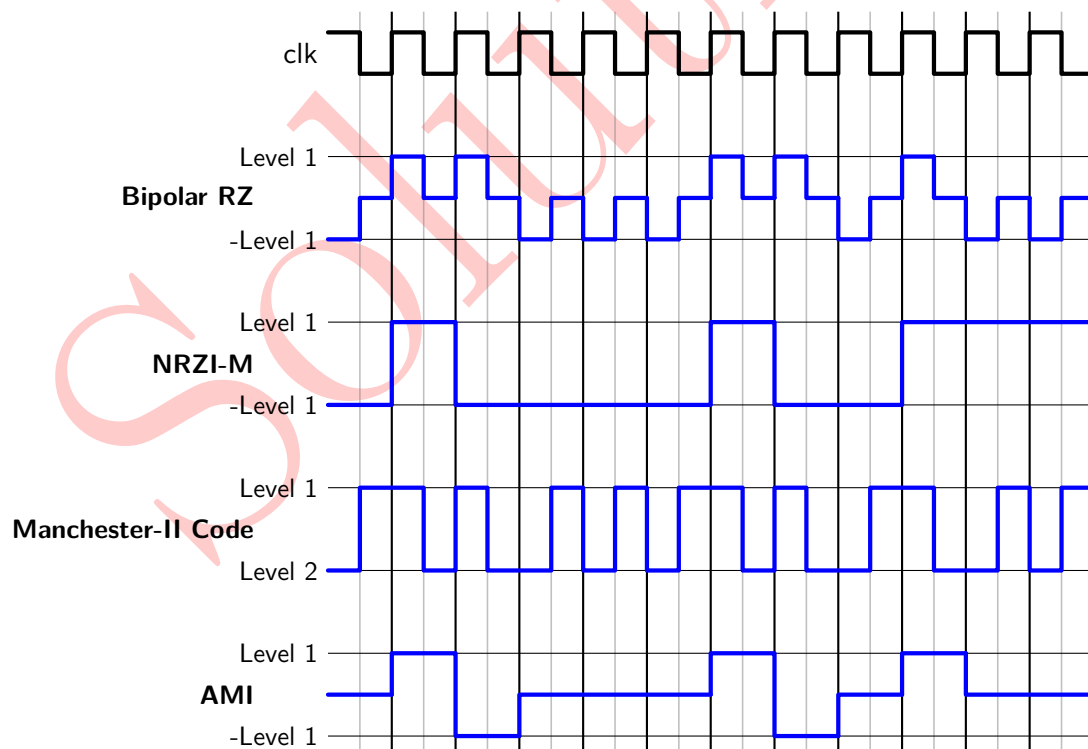 clk
Level 1
Bipolar RZ
-Level 1
Level 1
NRZI-M
-Level 1
Level 1
Manchester-II Code
Level 2
Level 1
AMI
-Level 1
Solut